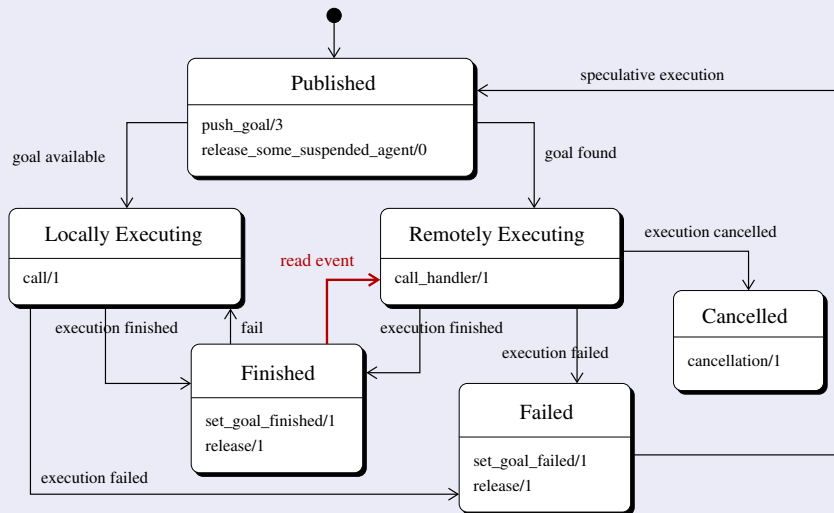 Published
speculative execution
push_goal/3
release_some_suspended_agent/0
goal available
goal found
Locally Executing
Remotely Executing
execution cancelled
read event
call/1
call_handler/1
Cancelled
execution finished
fail
execution finished
execution failed
cancellation/1
Finished
Failed
set_goal_finished/1
release/1
set_goal_failed/1
release/1
execution failed